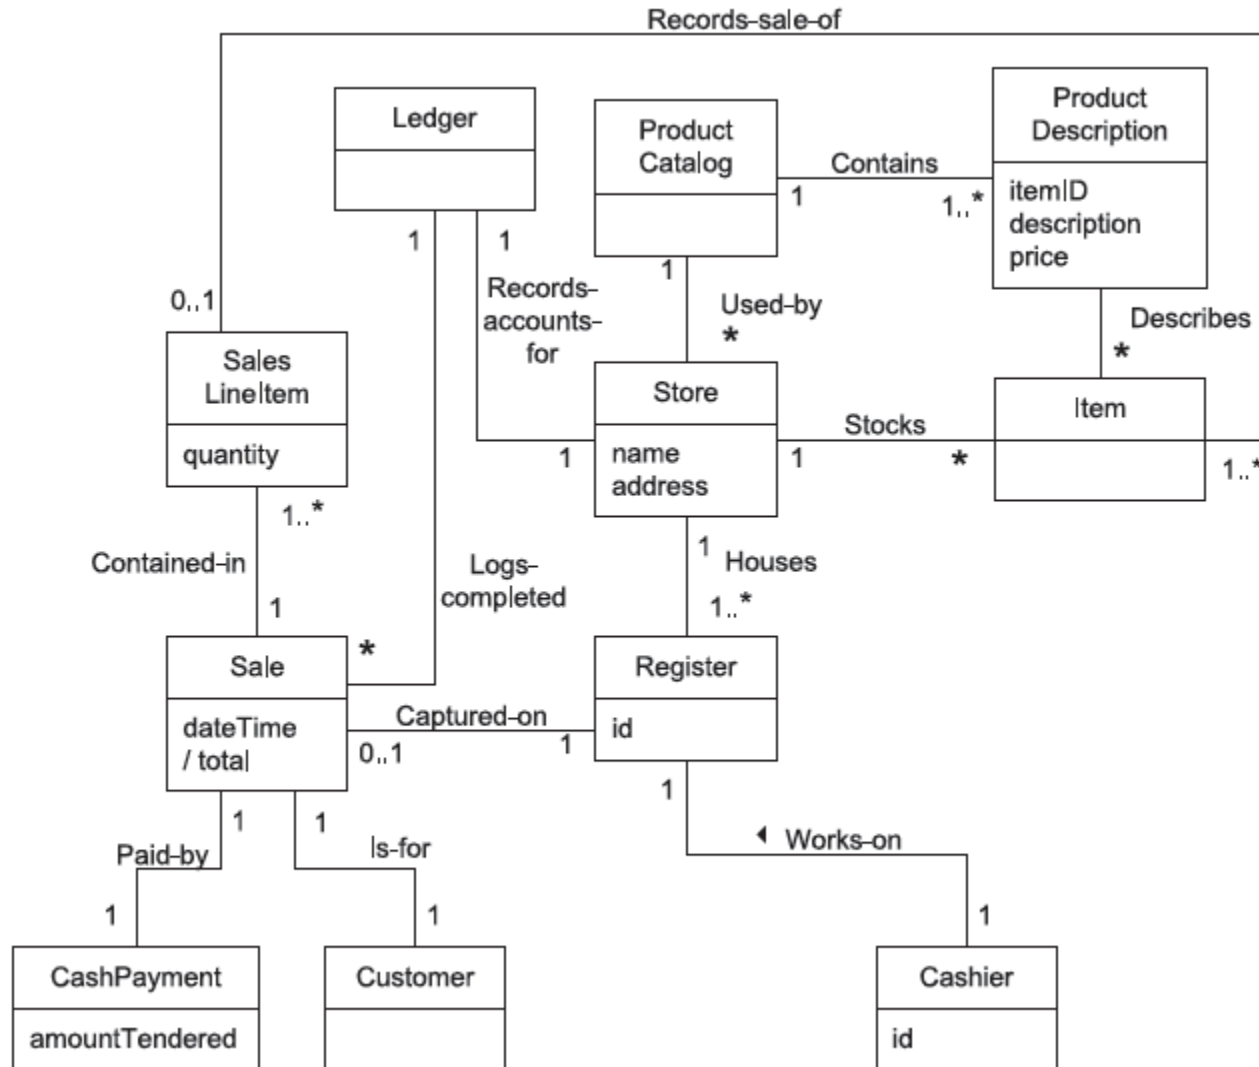 Records-sale-of
Ledger
Product
Catalog
Product
Description
itemID
description
price
Contains
1
1..*
1
1
1
Records-
accounts-
for
Used-by
*
Describes
*
0..1
Sales
LineItem
quantity
Store
name
address
Stocks
1
1
*
Item
1..*
1..*
Contained-in
1
Logs-
completed
*
1
Houses
1..*
Sale
dateTime
/ total
Captured-on
0..1
1
Register
id
1
1
1
Paid-by
Is-for
Works-on
1
1
1
CashPayment
amountTendered
Customer
Cashier
id